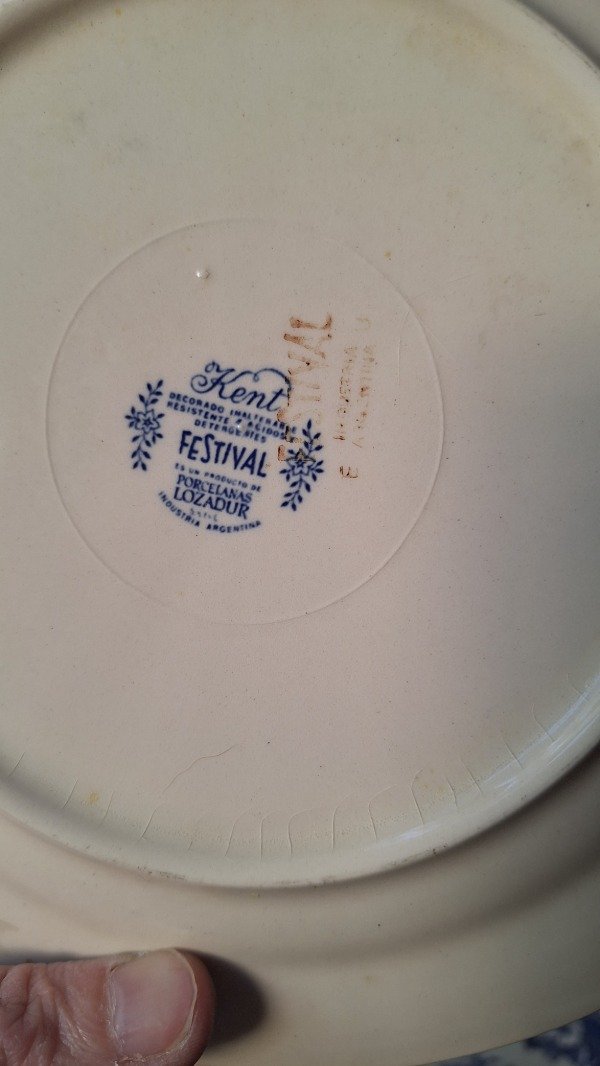 Kent
DECORADO INALTERABLE
RESISTENTE A ACIDOS
DETERGENTES
FESTIVAL
ES UN PRODUCTO DE
PORCELANAS
LOZADUR
INDUSTRIA ARGENTINA
FESTIVAL